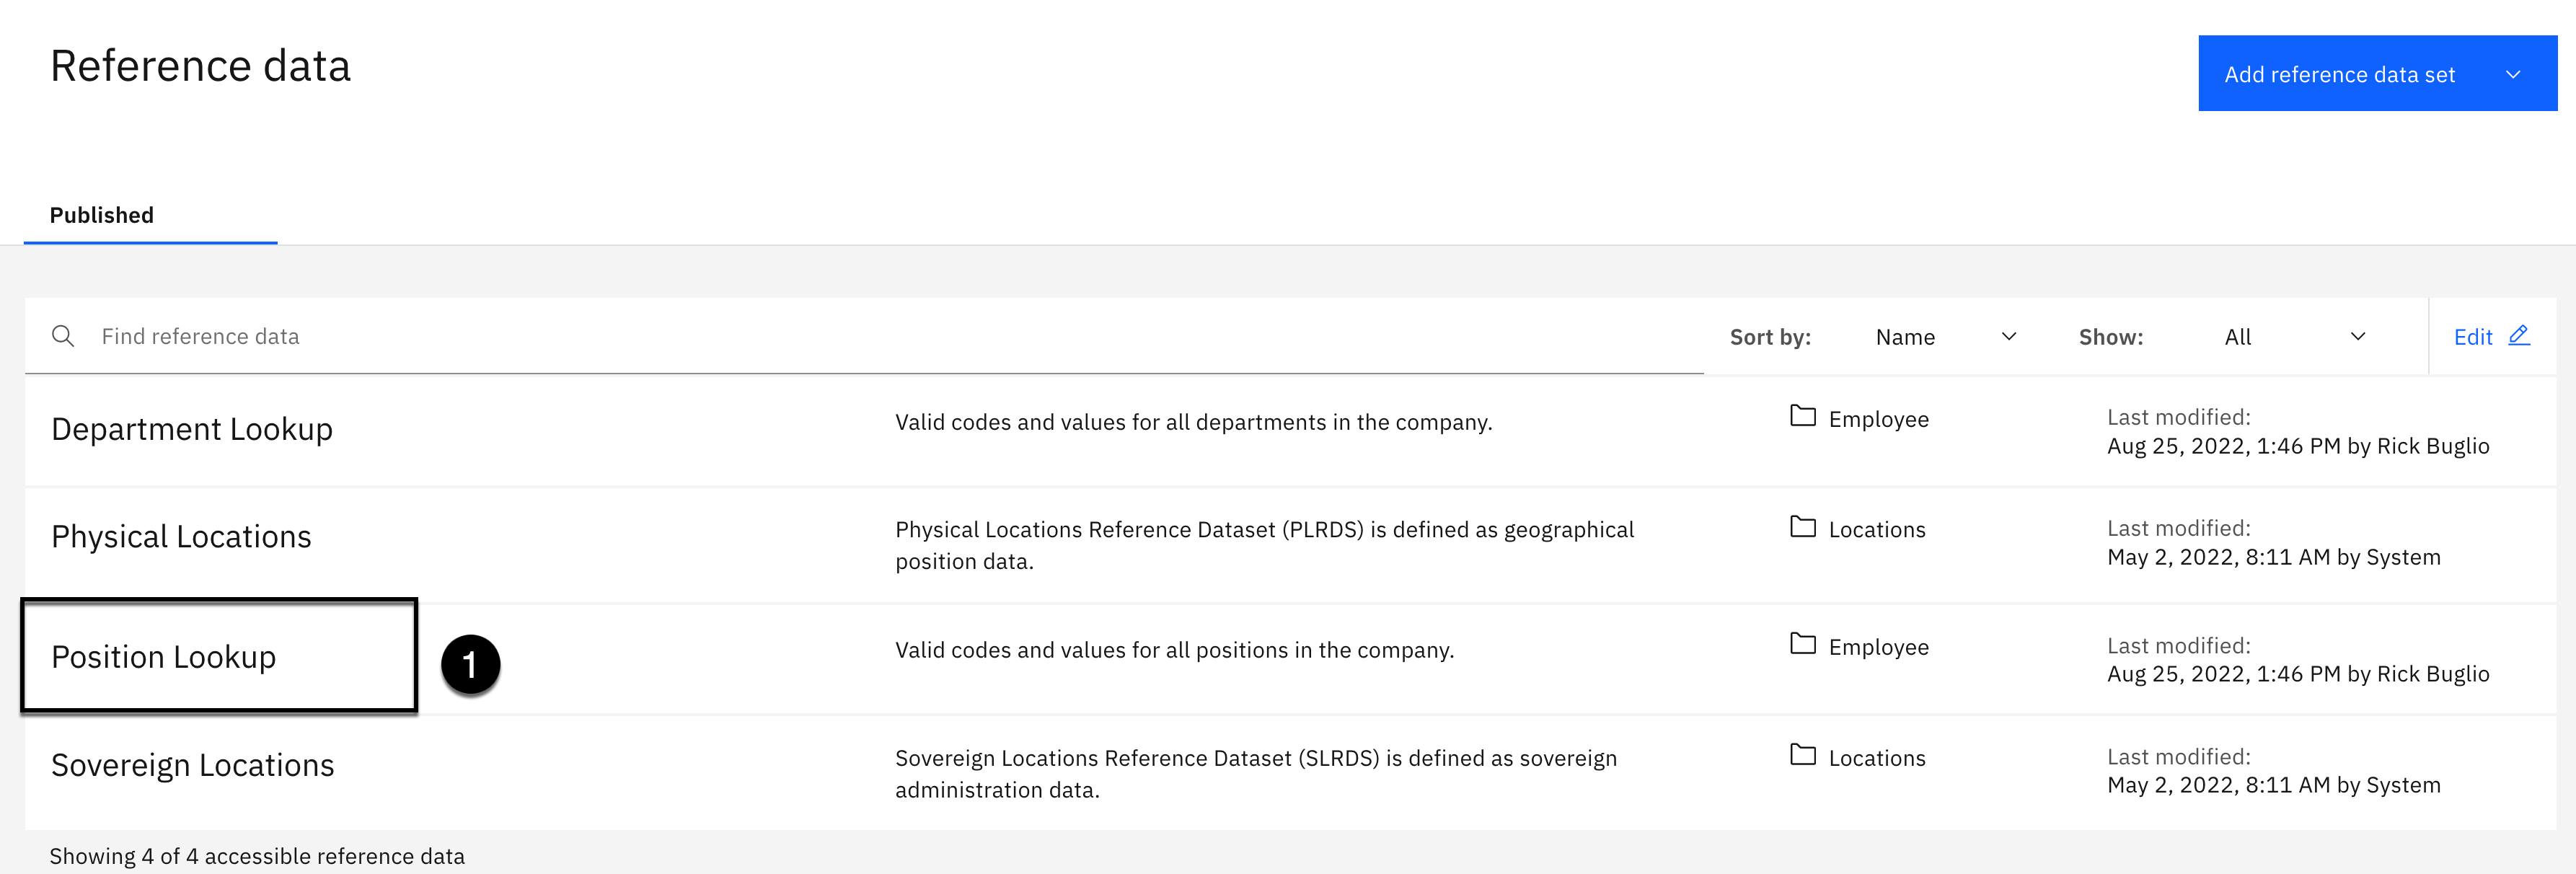 Reference data
Add reference data set
Published
Find reference data
Sort by:
Name
Show:
All
Edit
Department Lookup
Valid codes and values for all departments in the company.
Employee
Last modified:
Aug 25, 2022, 1:46 PM by Rick Buglio
Physical Locations
Physical Locations Reference Dataset (PLRDS) is defined as geographical
position data.
Locations
Last modified:
May 2, 2022, 8:11 AM by System
Position Lookup
1
Valid codes and values for all positions in the company.
Employee
Last modified:
Aug 25, 2022, 1:46 PM by Rick Buglio
Sovereign Locations
Sovereign Locations Reference Dataset (SLRDS) is defined as sovereign
administration data.
Locations
Last modified:
May 2, 2022, 8:11 AM by System
Showing 4 of 4 accessible reference data